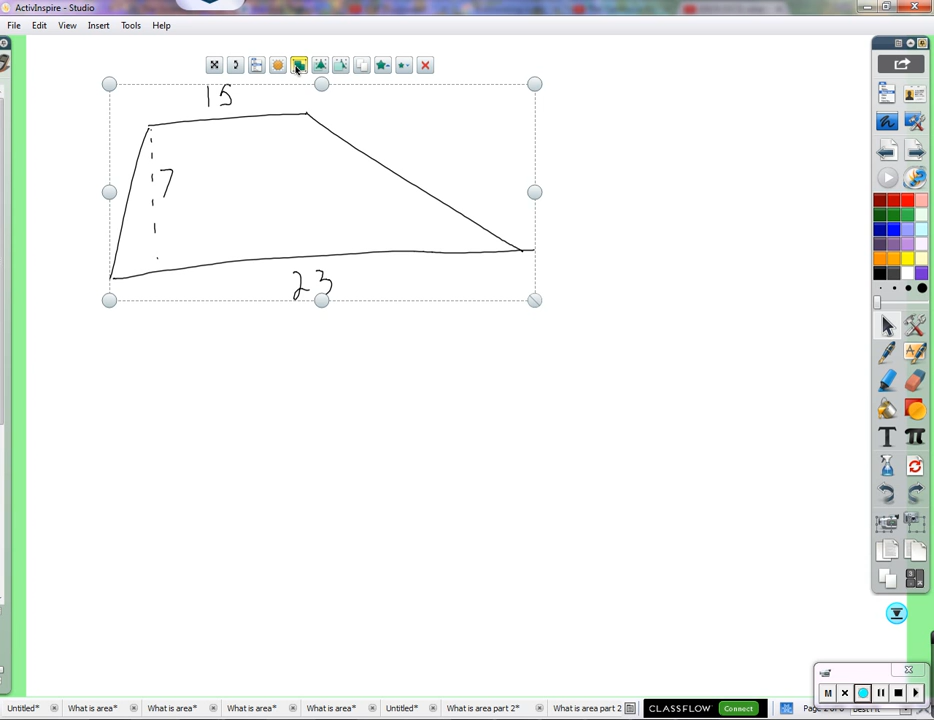 ActivInspire - Studio
File Edit View Insert Tools Help
15
7
23
M
Untitled* What is area* What is area* What is area* What is area* Untitled* What is area part 2* What is area part 2 CLASSFLOW Connect